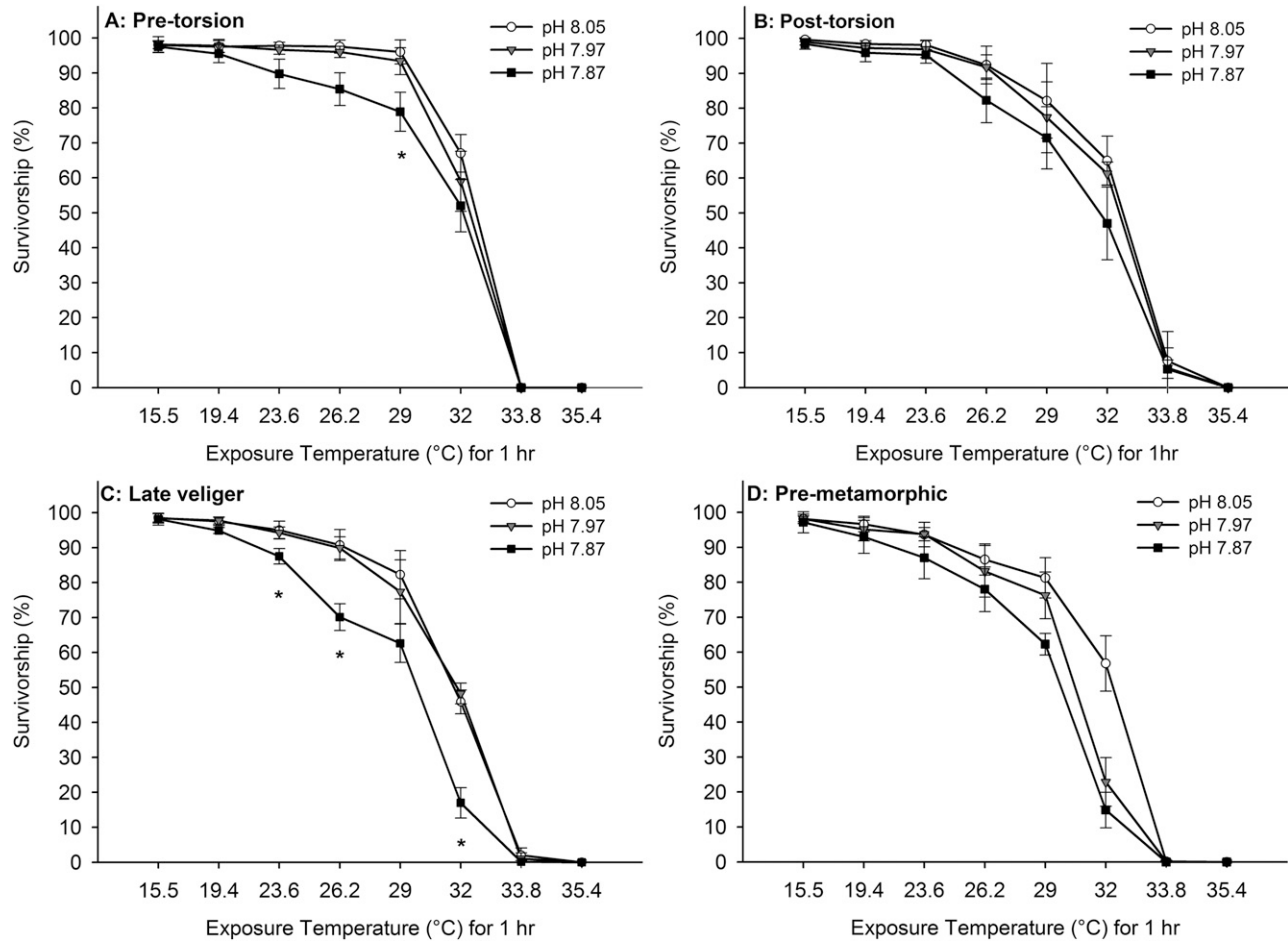 A: Pre-torsion
pH 8.05
pH 7.97
pH 7.87
Survivorship (%)
100
90
80
70
60
50
40
30
20
10
0
*
15.5 19.4 23.6 26.2 29 32 33.8 35.4
Exposure Temperature (°C) for 1 hr
B: Post-torsion
pH 8.05
pH 7.97
pH 7.87
Survivorship (%)
100
90
80
70
60
50
40
30
20
10
0
15.5 19.4 23.6 26.2 29 32 33.8 35.4
Exposure Temperature (°C) for 1hr
C: Late veliger
pH 8.05
pH 7.97
pH 7.87
Survivorship (%)
100
90
80
70
60
50
40
30
20
10
0
*
*
*
15.5 19.4 23.6 26.2 29 32 33.8 35.4
Exposure Temperature (°C) for 1 hr
D: Pre-metamorphic
pH 8.05
pH 7.97
pH 7.87
Survivorship (%)
100
90
80
70
60
50
40
30
20
10
0
15.5 19.4 23.6 26.2 29 32 33.8 35.4
Exposure Temperature (°C) for 1 hr